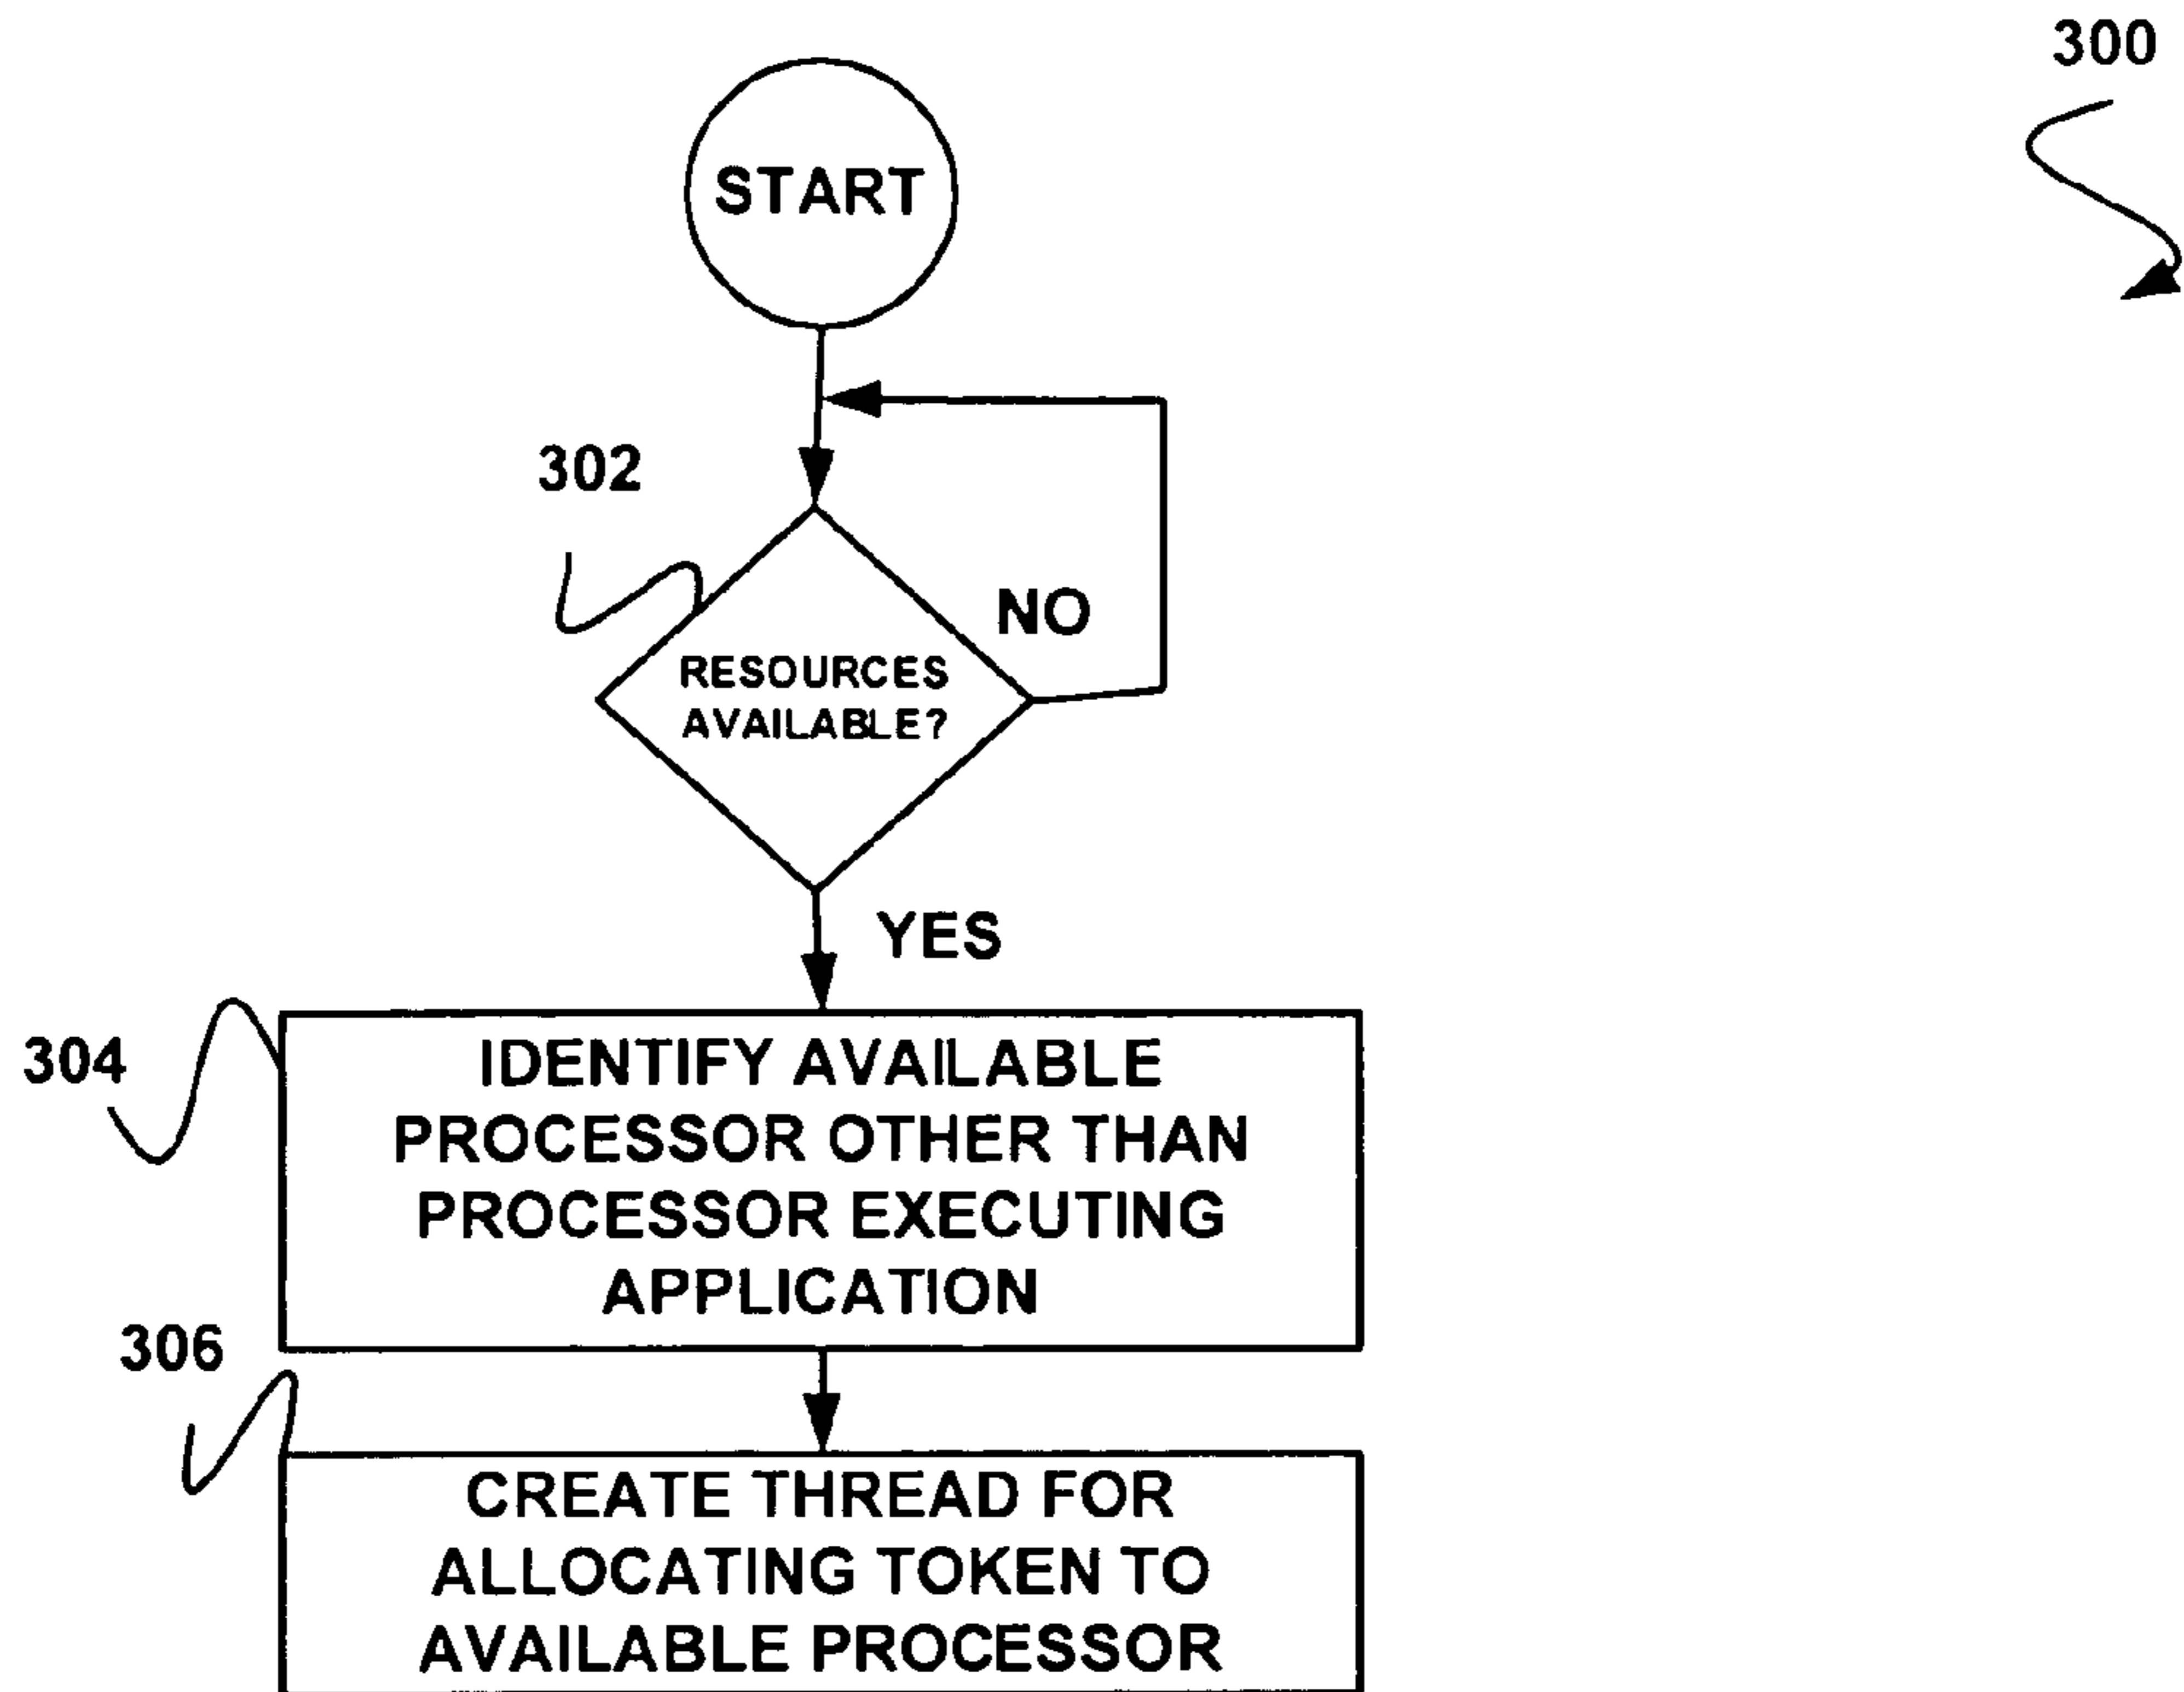 300
START
302
NO
RESOURCES
AVAILABLE?
YES
304
IDENTIFY AVAILABLE
PROCESSOR OTHER THAN
PROCESSOR EXECUTING
APPLICATION
306
CREATE THREAD FOR
ALLOCATING TOKEN TO
AVAILABLE PROCESSOR